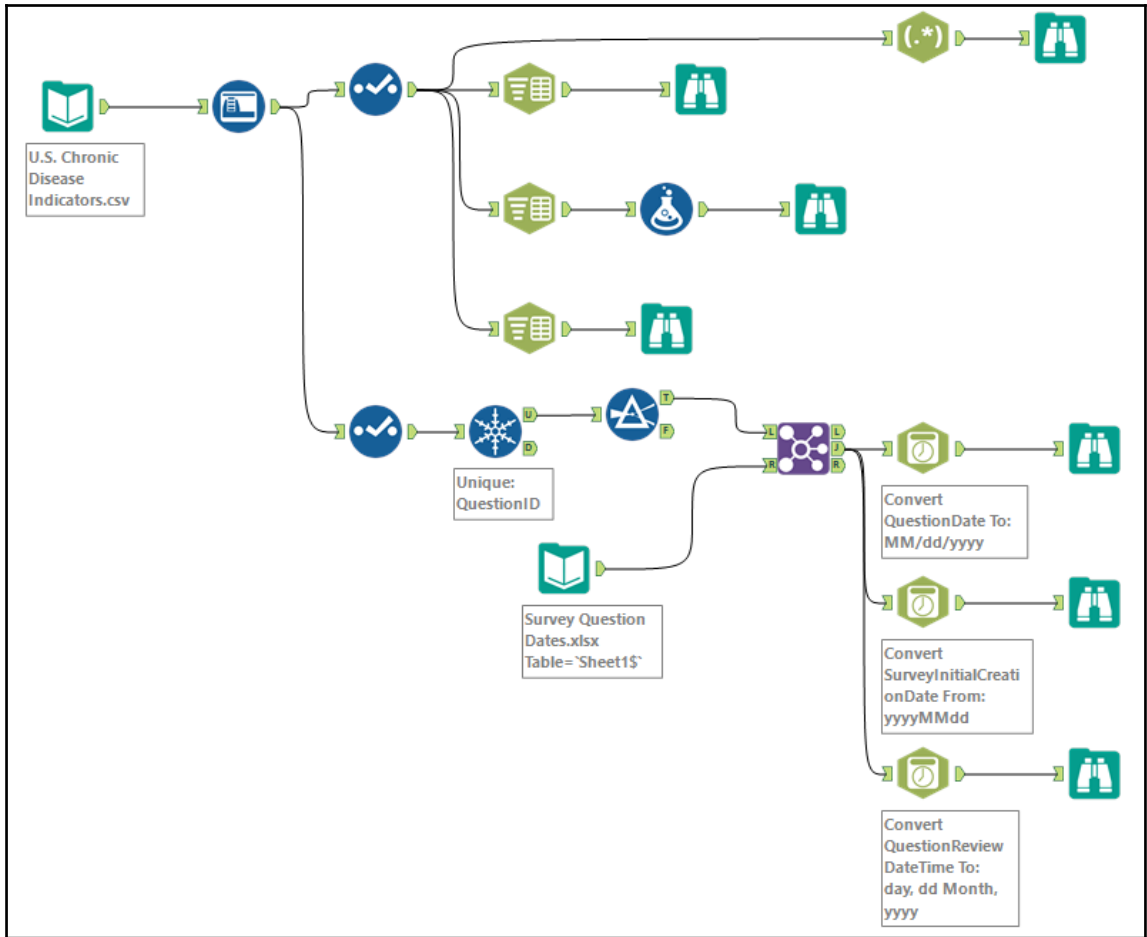 (.*)
U.S. Chronic
Disease
Indicators.csv
U
D
T
F
L
R
L
J
R
Unique:
QuestionID
Convert
QuestionDate To:
MM/dd/yyyy
Survey Question
Dates.xlsx
Table=`Sheet1$`
Convert
SurveyInitialCreati
onDate From:
yyyyMMdd
Convert
QuestionReview
DateTime To:
day, dd Month,
yyyy